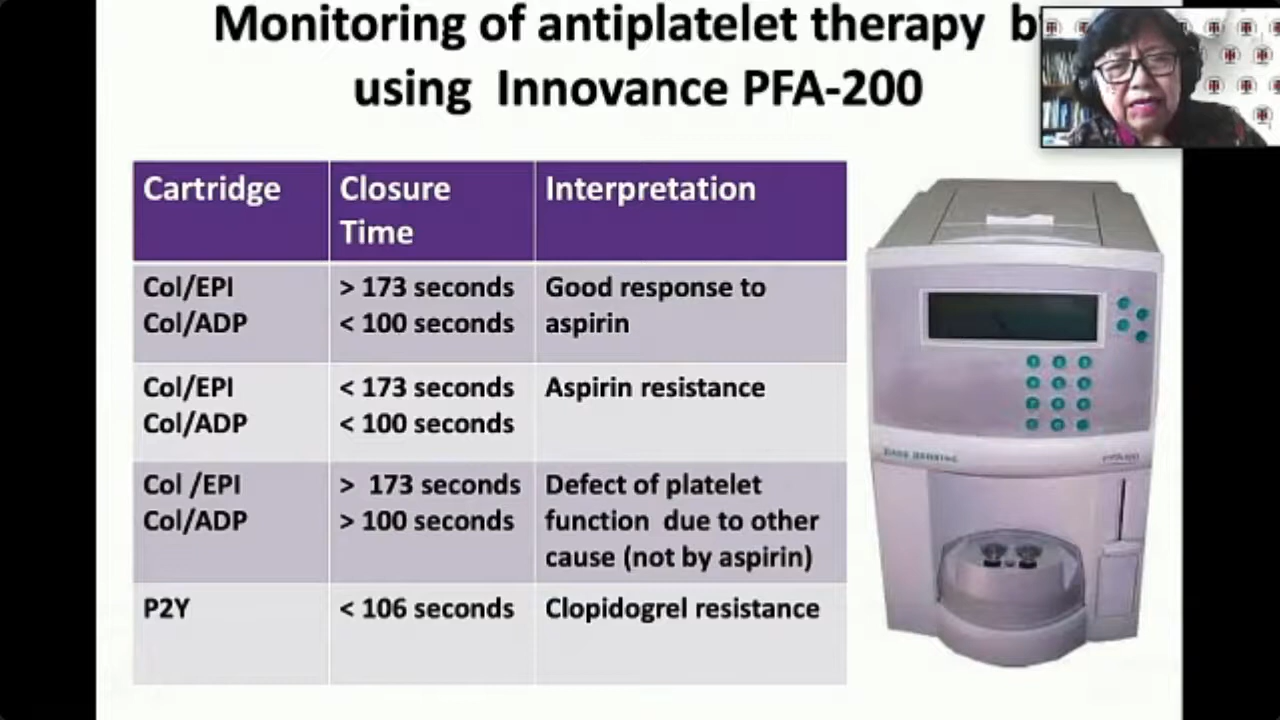 Monitoring of antiplatelet therapy b
using Innovance PFA-200
Cartridge
Closure
Time
Interpretation
Col/EPI
Col/ADP
> 173 seconds
< 100 seconds
Good response to
aspirin
Col/EPI
Col/ADP
< 173 seconds
< 100 seconds
Aspirin resistance
Col /EPI
Col/ADP
> 173 seconds
> 100 seconds
Defect of platelet
function due to other
cause (not by aspirin)
P2Y
< 106 seconds
Clopidogrel resistance